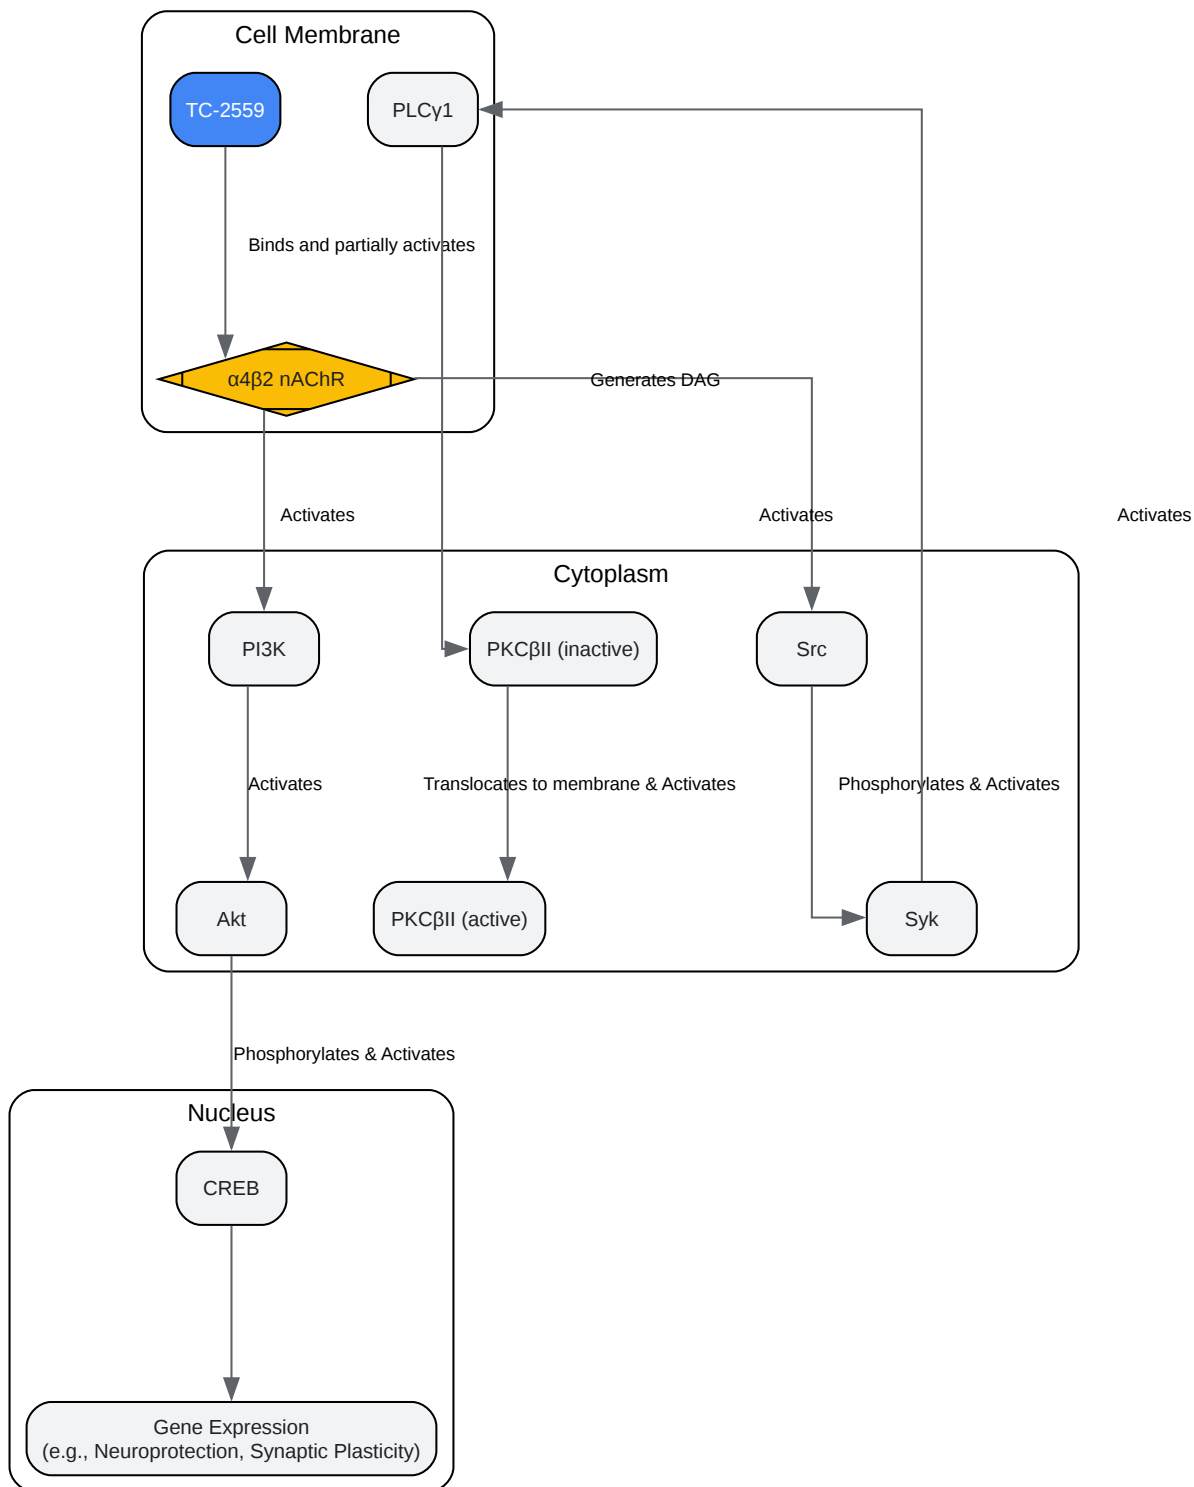 Cell Membrane
TC-2559
PLCγ1
Binds and partially activates
α4β2 nAChR
Generates DAG
Activates
Activates
Activates
Cytoplasm
PI3K
PKCβII (inactive)
Src
Activates
Translocates to membrane & Activates
Phosphorylates & Activates
Akt
PKCβII (active)
Syk
Phosphorylates & Activates
Nucleus
CREB
Gene Expression
(e.g., Neuroprotection, Synaptic Plasticity)